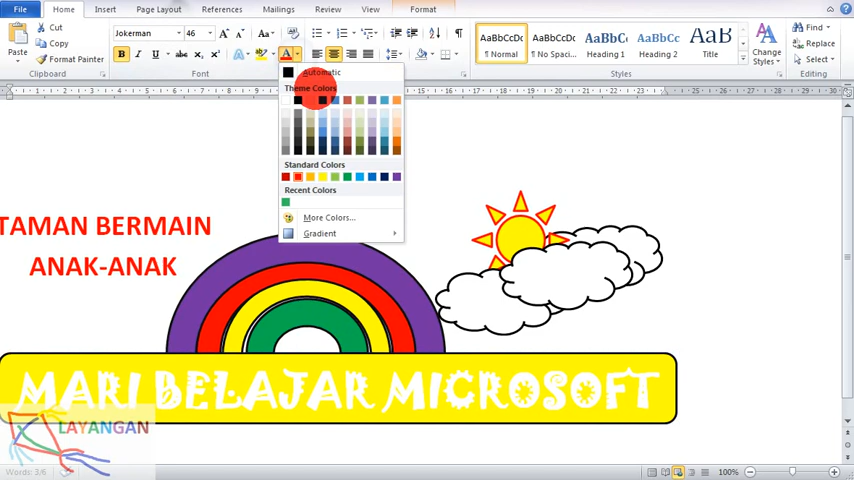 File Home Insert Page Layout References Mailings Review View Format
Cut Jokerman 46 AaBbCcDc AaBbCcDc AaBbCc AaBbCc AaB Find
Copy Replace
Paste Format Painter B I U abc ¶ Normal ¶ No Spaci... Heading 1 Heading 2 Title Change Styles Select
Clipboard Font Styles Editing
Automatic
Theme Colors
Standard Colors
Recent Colors
More Colors...
Gradient
TAMAN BERMAIN
ANAK-ANAK
MARI BELAJAR MICROSOFT
LAYANGAN
Words: 3/6 100%